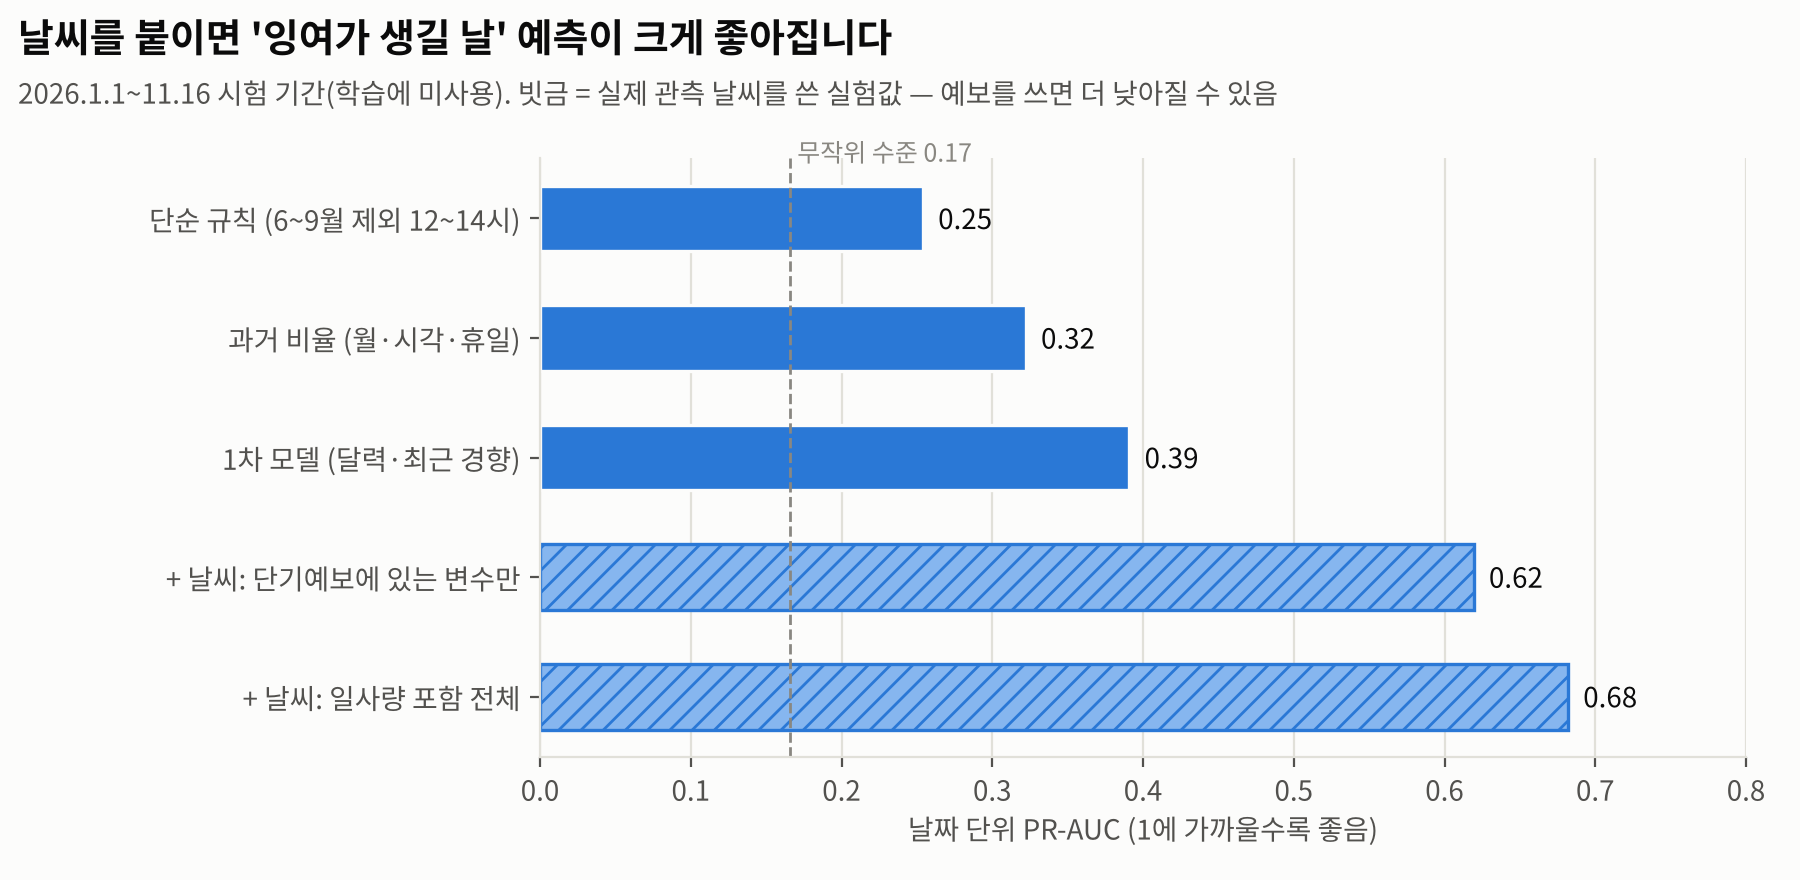 날씨를 붙이면 '잉여가 생길 날' 예측이 크게 좋아집니다
2026.1.1~11.16 시험 기간(학습에 미사용). 빗금 = 실제 관측 날씨를 쓴 실험값 — 예보를 쓰면 더 낮아질 수 있음
무작위 수준 0.17
단순 규칙 (6~9월 제외 12~14시)
0.25
과거 비율 (월·시각·휴일)
0.32
1차 모델 (달력·최근 경향)
0.39
+ 날씨: 단기예보에 있는 변수만
0.62
+ 날씨: 일사량 포함 전체
0.68
0.0 0.1 0.2 0.3 0.4 0.5 0.6 0.7 0.8
날짜 단위 PR-AUC (1에 가까울수록 좋음)